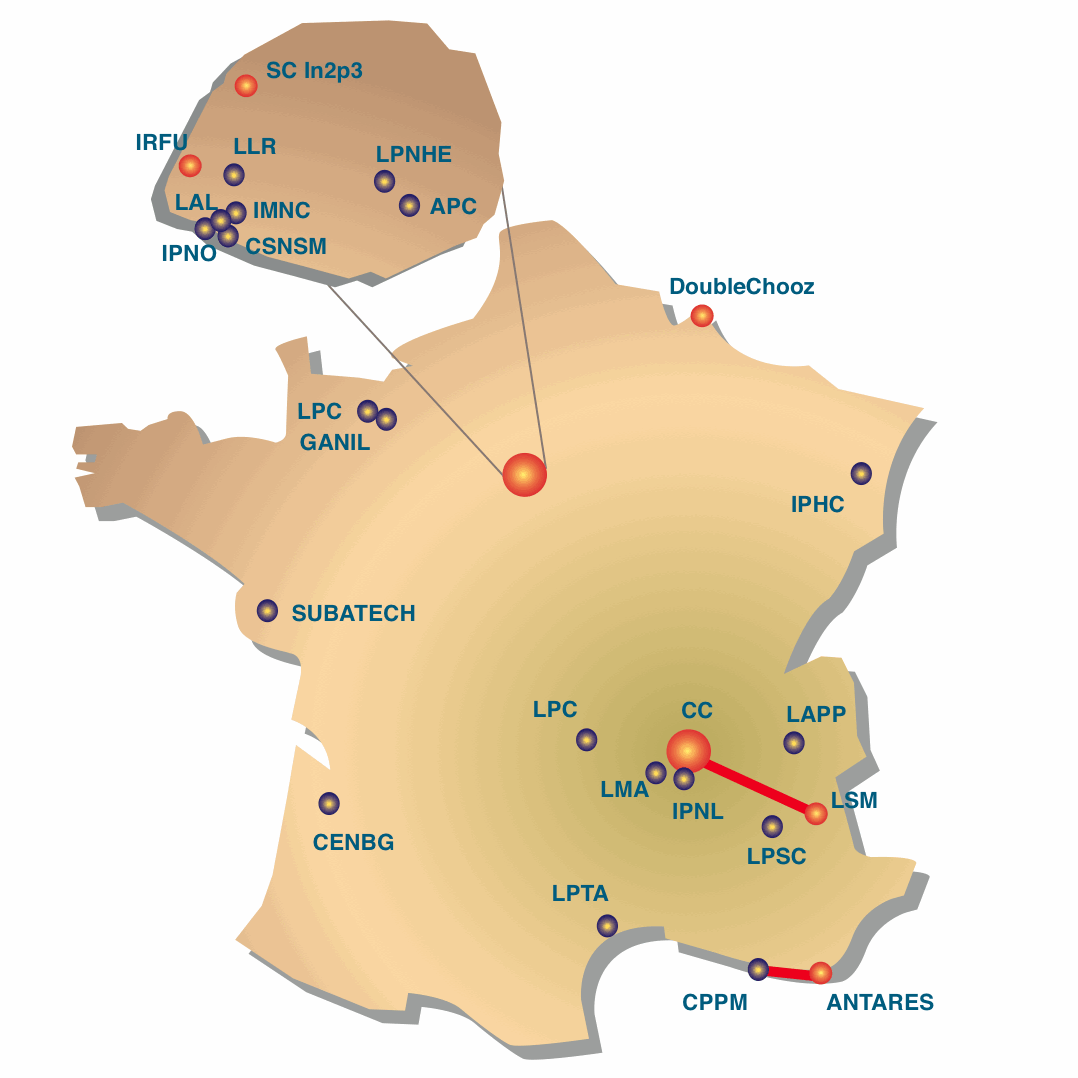 SC In2p3
IRFU
LLR
LPNHE
LAL
IMNC
APC
IPNO
CSNSM
DoubleChooz
LPC
GANIL
IPHC
SUBATECH
LPC
CC
LAPP
LMA
LSM
IPNL
CENBG
LPSC
LPTA
CPPM
ANTARES